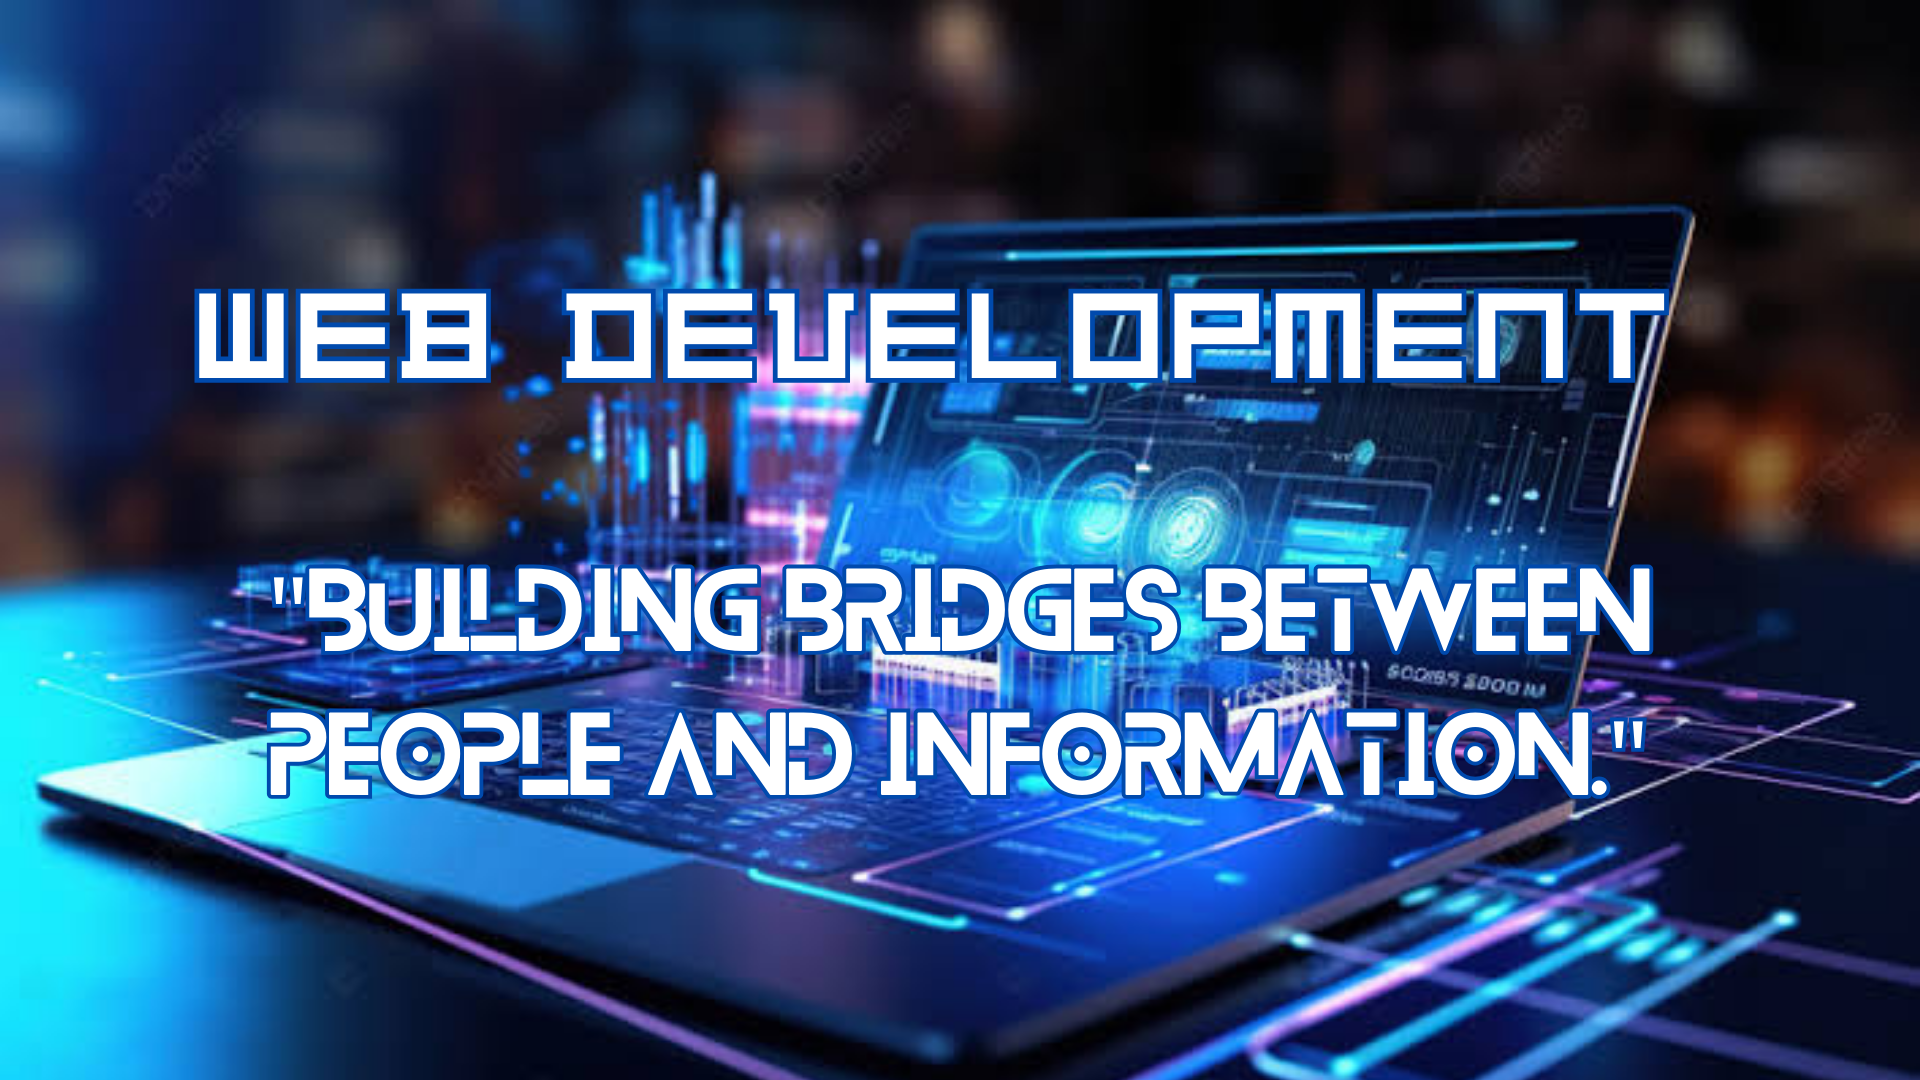 WEB DEVELOPMENT
"BUILDING BRIDGES BETWEEN
PEOPLE AND INFORMATION."